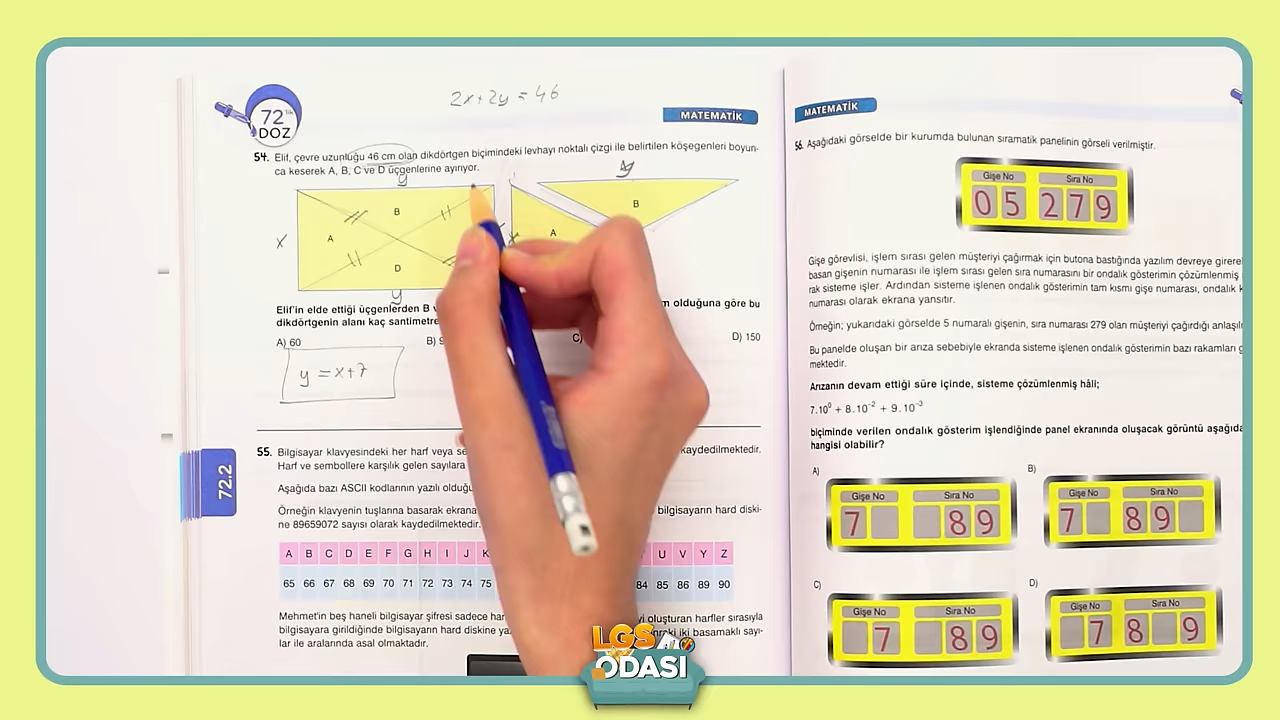 2x+2y=46
72'lik
DOZ
MATEMATİK
54. Elif, çevre uzunluğu 46 cm olan dikdörtgen biçimindeki levhayı noktalı çizgi ile belirtilen köşegenleri boyun-
ca keserek A, B, C ve D üçgenlerine ayırıyor.
y
y
B
B
A
A
x
x
D
y
Elif'in elde ettiği üçgenlerden B v
m olduğuna göre bu
dikdörtgenin alanı kaç santimetre
A) 60
B) 9
C)
D) 150
y = x+7
55. Bilgisayar klavyesindeki her harf veya se
kaydedilmektedir.
Harf ve sembollere karşılık gelen sayılara
Aşağıda bazı ASCII kodlarının yazılı olduğu
Örneğin klavyenin tuşlarına basarak ekrana
bilgisayarın hard diski-
ne 89659072 sayısı olarak kaydedilmektedir.
A B C D E F G H I J K U V Y Z
65 66 67 68 69 70 71 72 73 74 75 84 85 86 89 90
Mehmet'in beş haneli bilgisayar şifresi sadece har
yi oluşturan harfler sırasıyla
bilgisayara girildiğinde bilgisayarın hard diskine ya
iki basamaklı sayı-
lar ile aralarında asal olmaktadır.
72.2
MATEMATİK
56. Aşağıdaki görselde bir kurumda bulunan sıramatik panelinin görseli verilmiştir.
Gişe No Sıra No
05 279
Gişe görevlisi, işlem sırası gelen müşteriyi çağırmak için butona bastığında yazılım devreye girere
basan gişenin numarası ile işlem sırası gelen sıra numarasını bir ondalık gösterimin çözümlenmiş
rak sisteme işler. Ardından sisteme işlenen ondalık gösterimin tam kısmı gişe numarası, ondalık k
numarası olarak ekrana yansıtır.
Örneğin; yukarıdaki görselde 5 numaralı gişenin, sıra numarası 279 olan müşteriyi çağırdığı anlaşılı
Bu panelde oluşan bir arıza sebebiyle ekranda sisteme işlenen ondalık gösterimin bazı rakamları g
mektedir.
Arızanın devam ettiği süre içinde, sisteme çözümlenmiş hâli;
7.10⁰ + 8.10⁻² + 9.10⁻³
biçiminde verilen ondalık gösterim işlendiğinde panel ekranında oluşacak görüntü aşağıda
hangisi olabilir?
A)
Gişe No Sıra No
7 89
B)
Gişe No Sıra No
7 89
C)
Gişe No Sıra No
7 89
D)
Gişe No Sıra No
7 8 9
LGS
ODASI